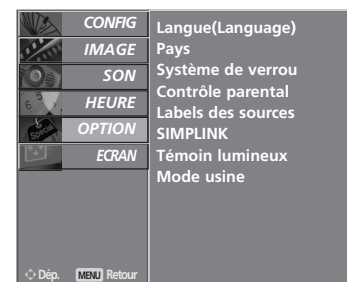 CONFIG
IMAGE
SON
HEURE
OPTION
ECRAN
Langue(Language)
Pays
Système de verrou
Contrôle parental
Labels des sources
SIMPLINK
Témoin lumineux
Mode usine
Dép. MENU Retour